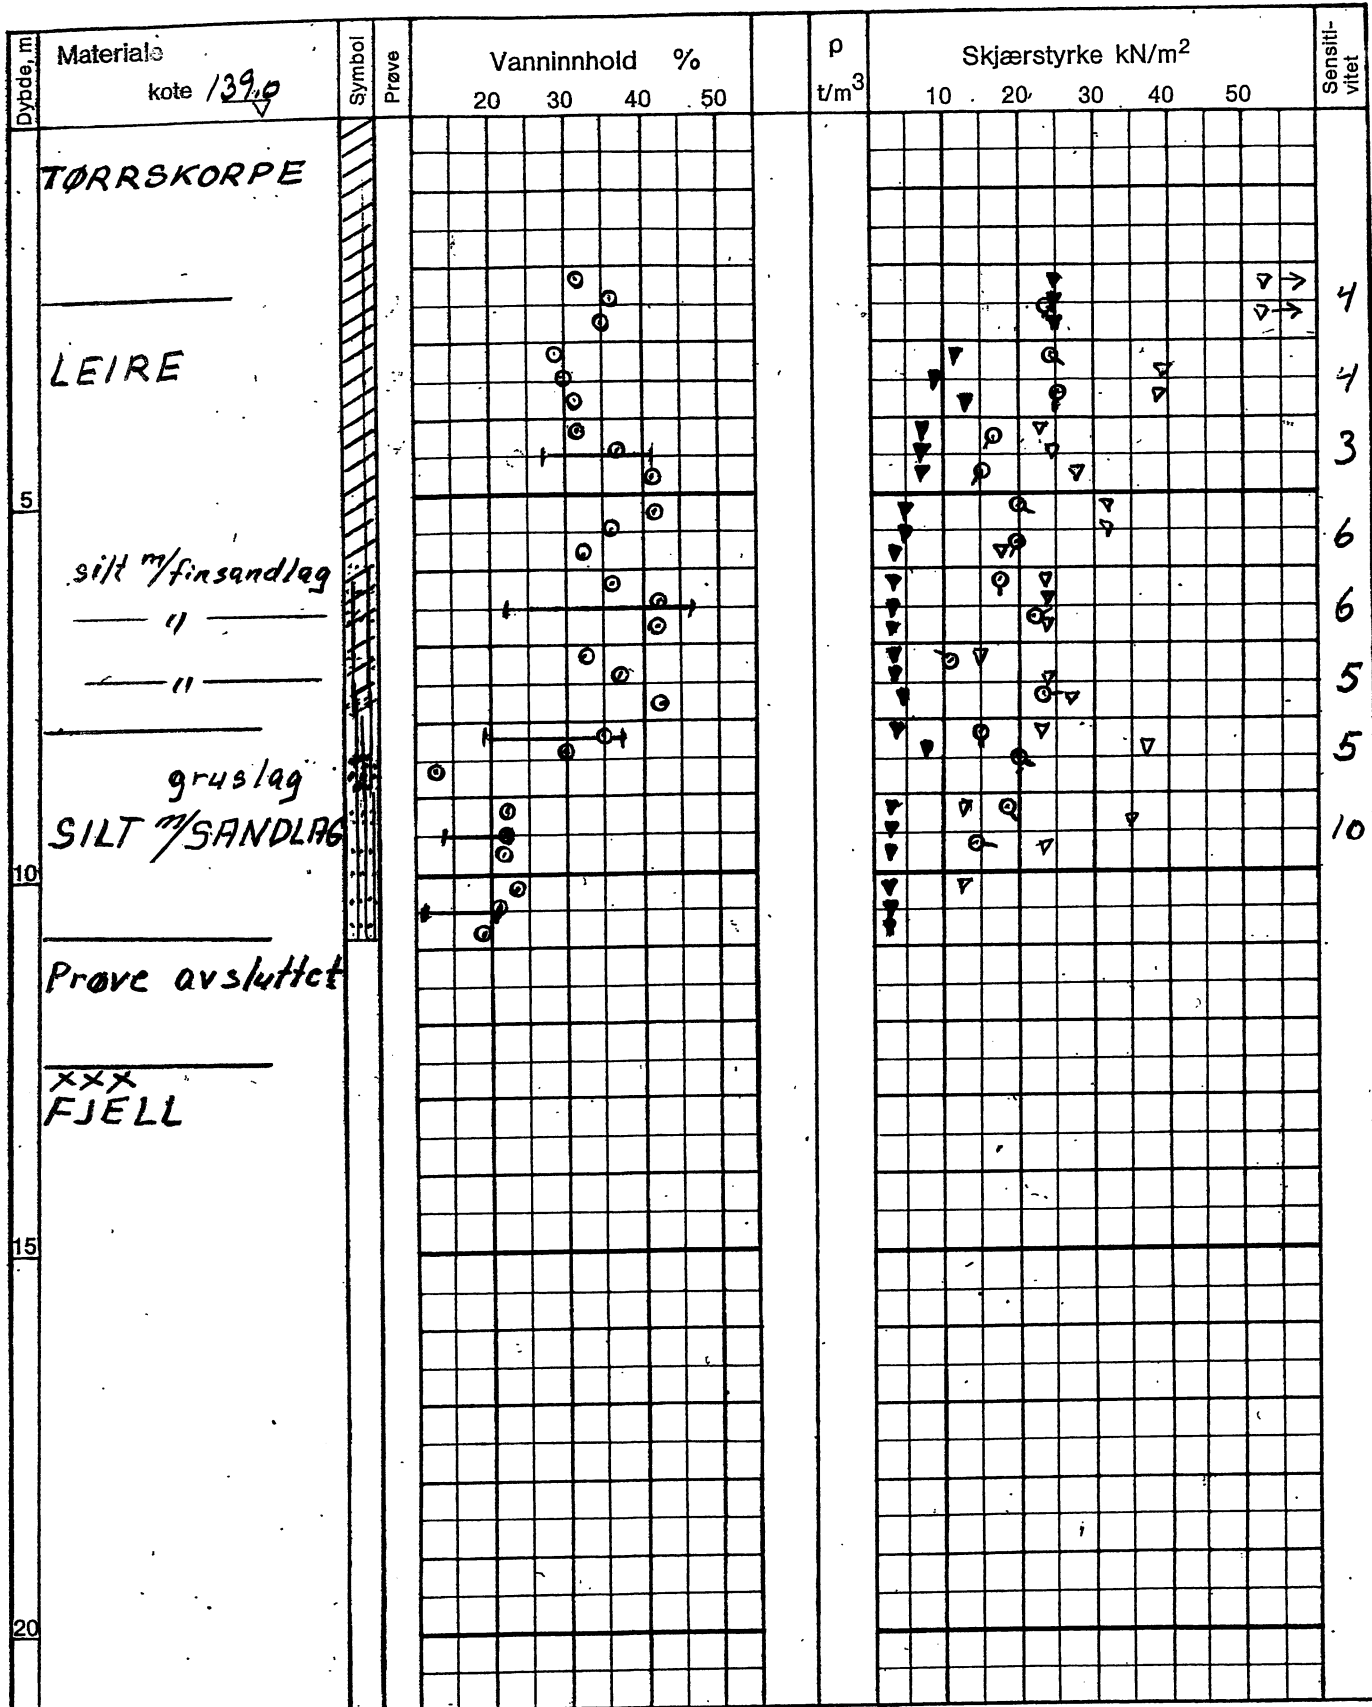 Dybde, m
Materiale
kote 139,0
Symbol
Prøve
Vanninnhold %
20 30 40 50
ρ
t/m³
Skjærstyrke kN/m²
10 20 30 40 50
Sensiti-
vitet
TØRRSKORPE
4
LEIRE
4
3
5
6
silt m/finsandlag
6
"
5
"
5
gruslag
SILT m/SANDLAG
10
10
Prøve avsluttet
xxx
FJELL
15
20